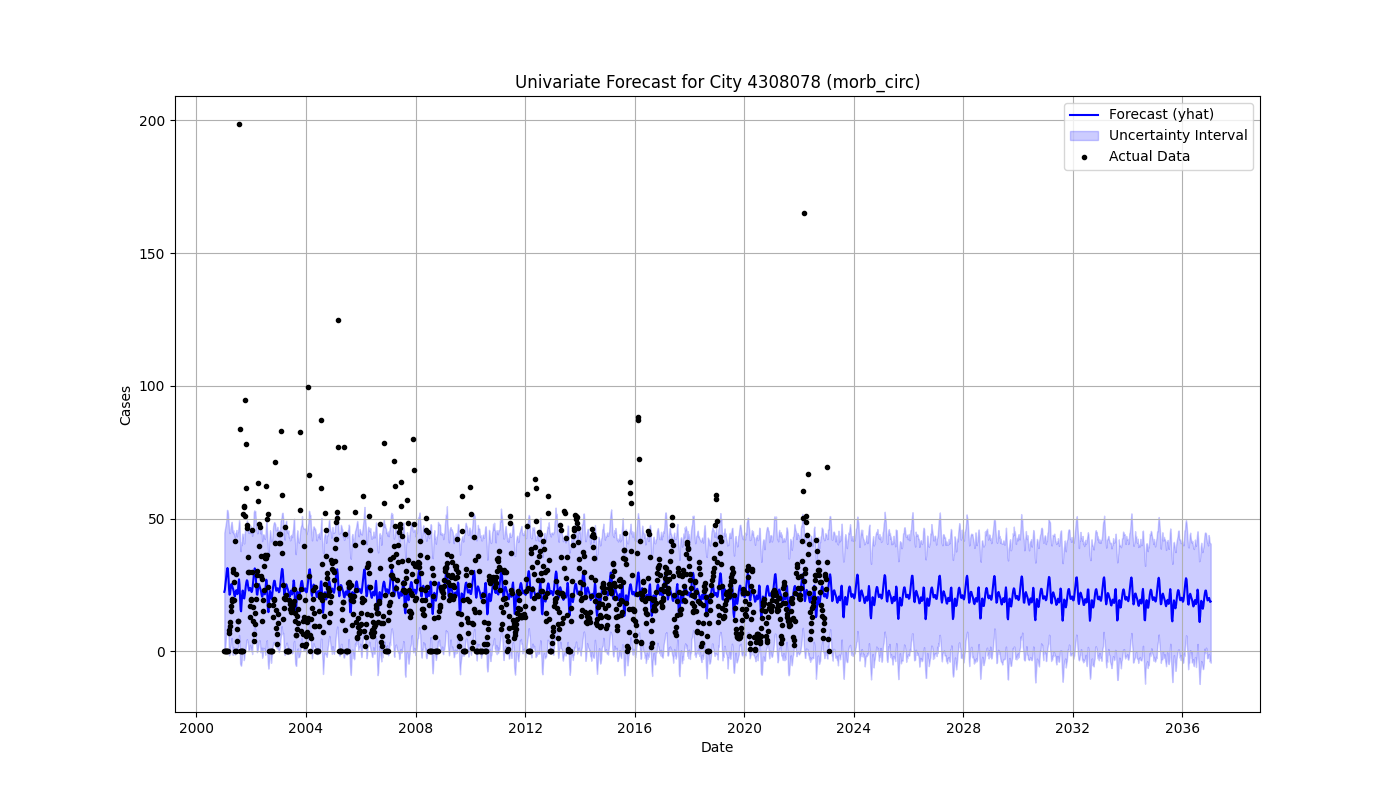 Univariate Forecast for City 4308078 (morb_circ)
Forecast (yhat)
Uncertainty Interval
Actual Data
200
150
100
50
0
Cases
2000 2004 2008 2012 2016 2020 2024 2028 2032 2036
Date